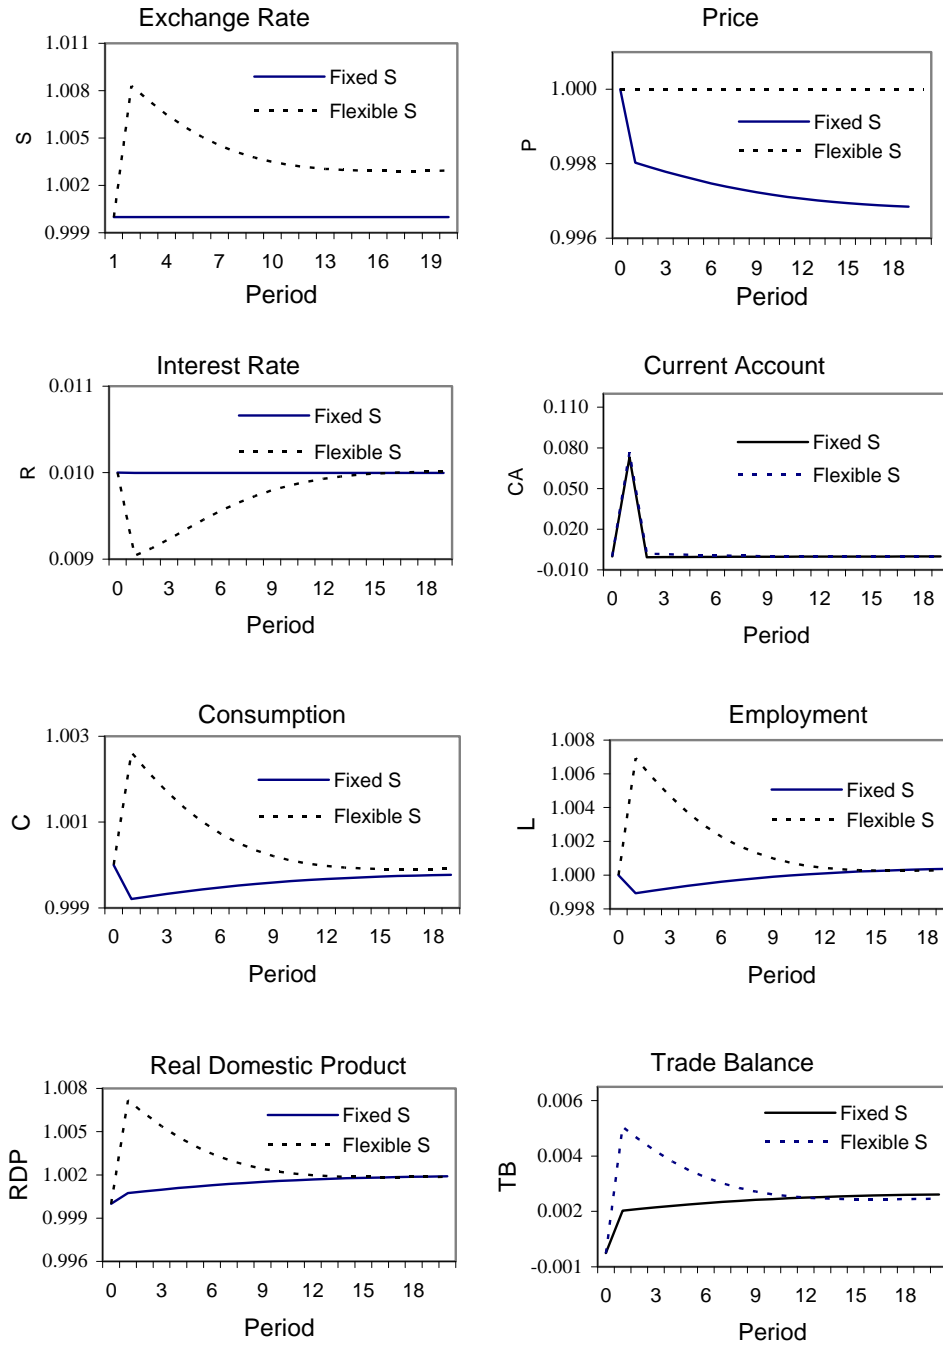 Exchange Rate
1.011
1.008
1.005
1.002
0.999
S
Fixed S
Flexible S
1 4 7 10 13 16 19
Period
Price
1.000
0.998
0.996
P
Fixed S
Flexible S
0 3 6 9 12 15 18
Period
Interest Rate
0.011
0.010
0.009
R
Fixed S
Flexible S
0 3 6 9 12 15 18
Period
Current Account
0.110
0.080
0.050
0.020
-0.010
CA
Fixed S
Flexible S
0 3 6 9 12 15 18
Period
Consumption
1.003
1.001
0.999
C
Fixed S
Flexible S
0 3 6 9 12 15 18
Period
Employment
1.008
1.006
1.004
1.002
1.000
0.998
L
Fixed S
Flexible S
0 3 6 9 12 15 18
Period
Real Domestic Product
1.008
1.005
1.002
0.999
0.996
RDP
Fixed S
Flexible S
0 3 6 9 12 15 18
Period
Trade Balance
0.006
0.004
0.002
-0.001
TB
Fixed S
Flexible S
0 3 6 9 12 15 18
Period